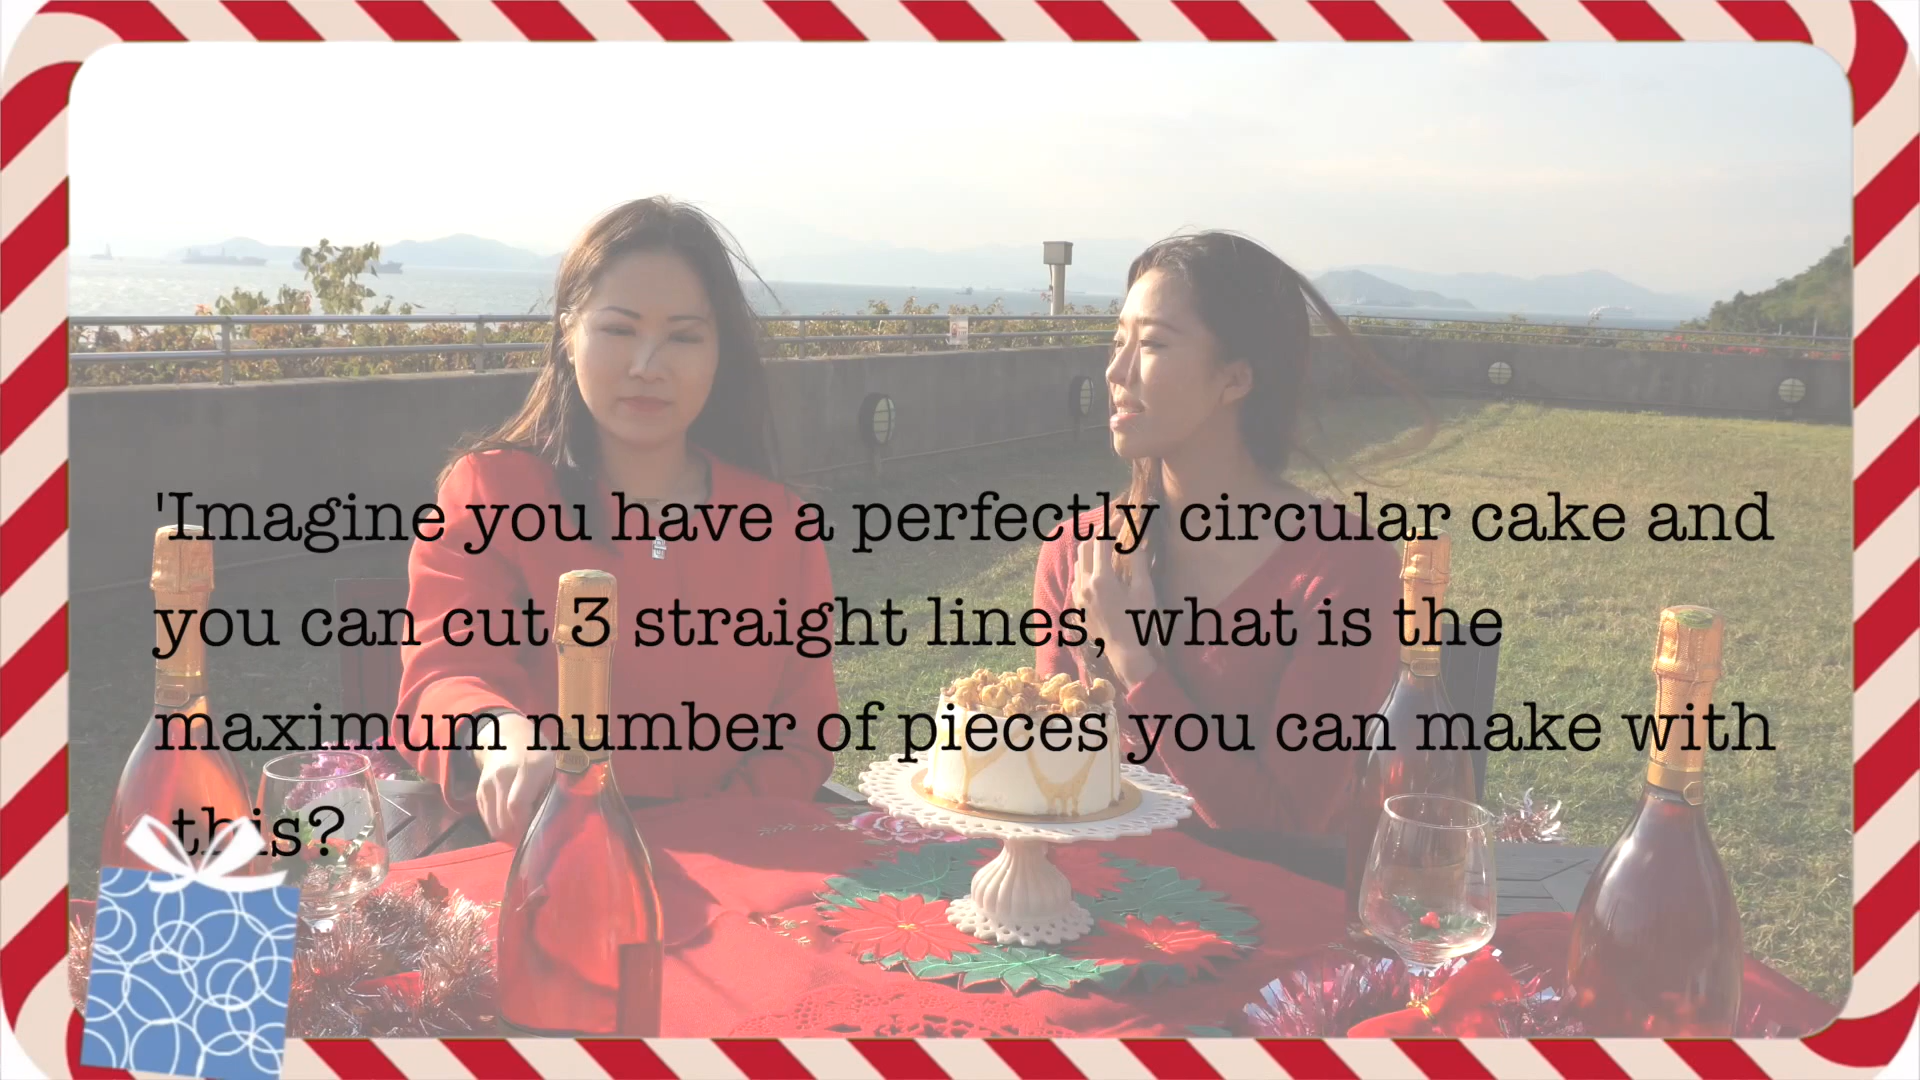 'Imagine you have a perfectly circular cake and
you can cut 3 straight lines, what is the
maximum number of pieces you can make with
this?